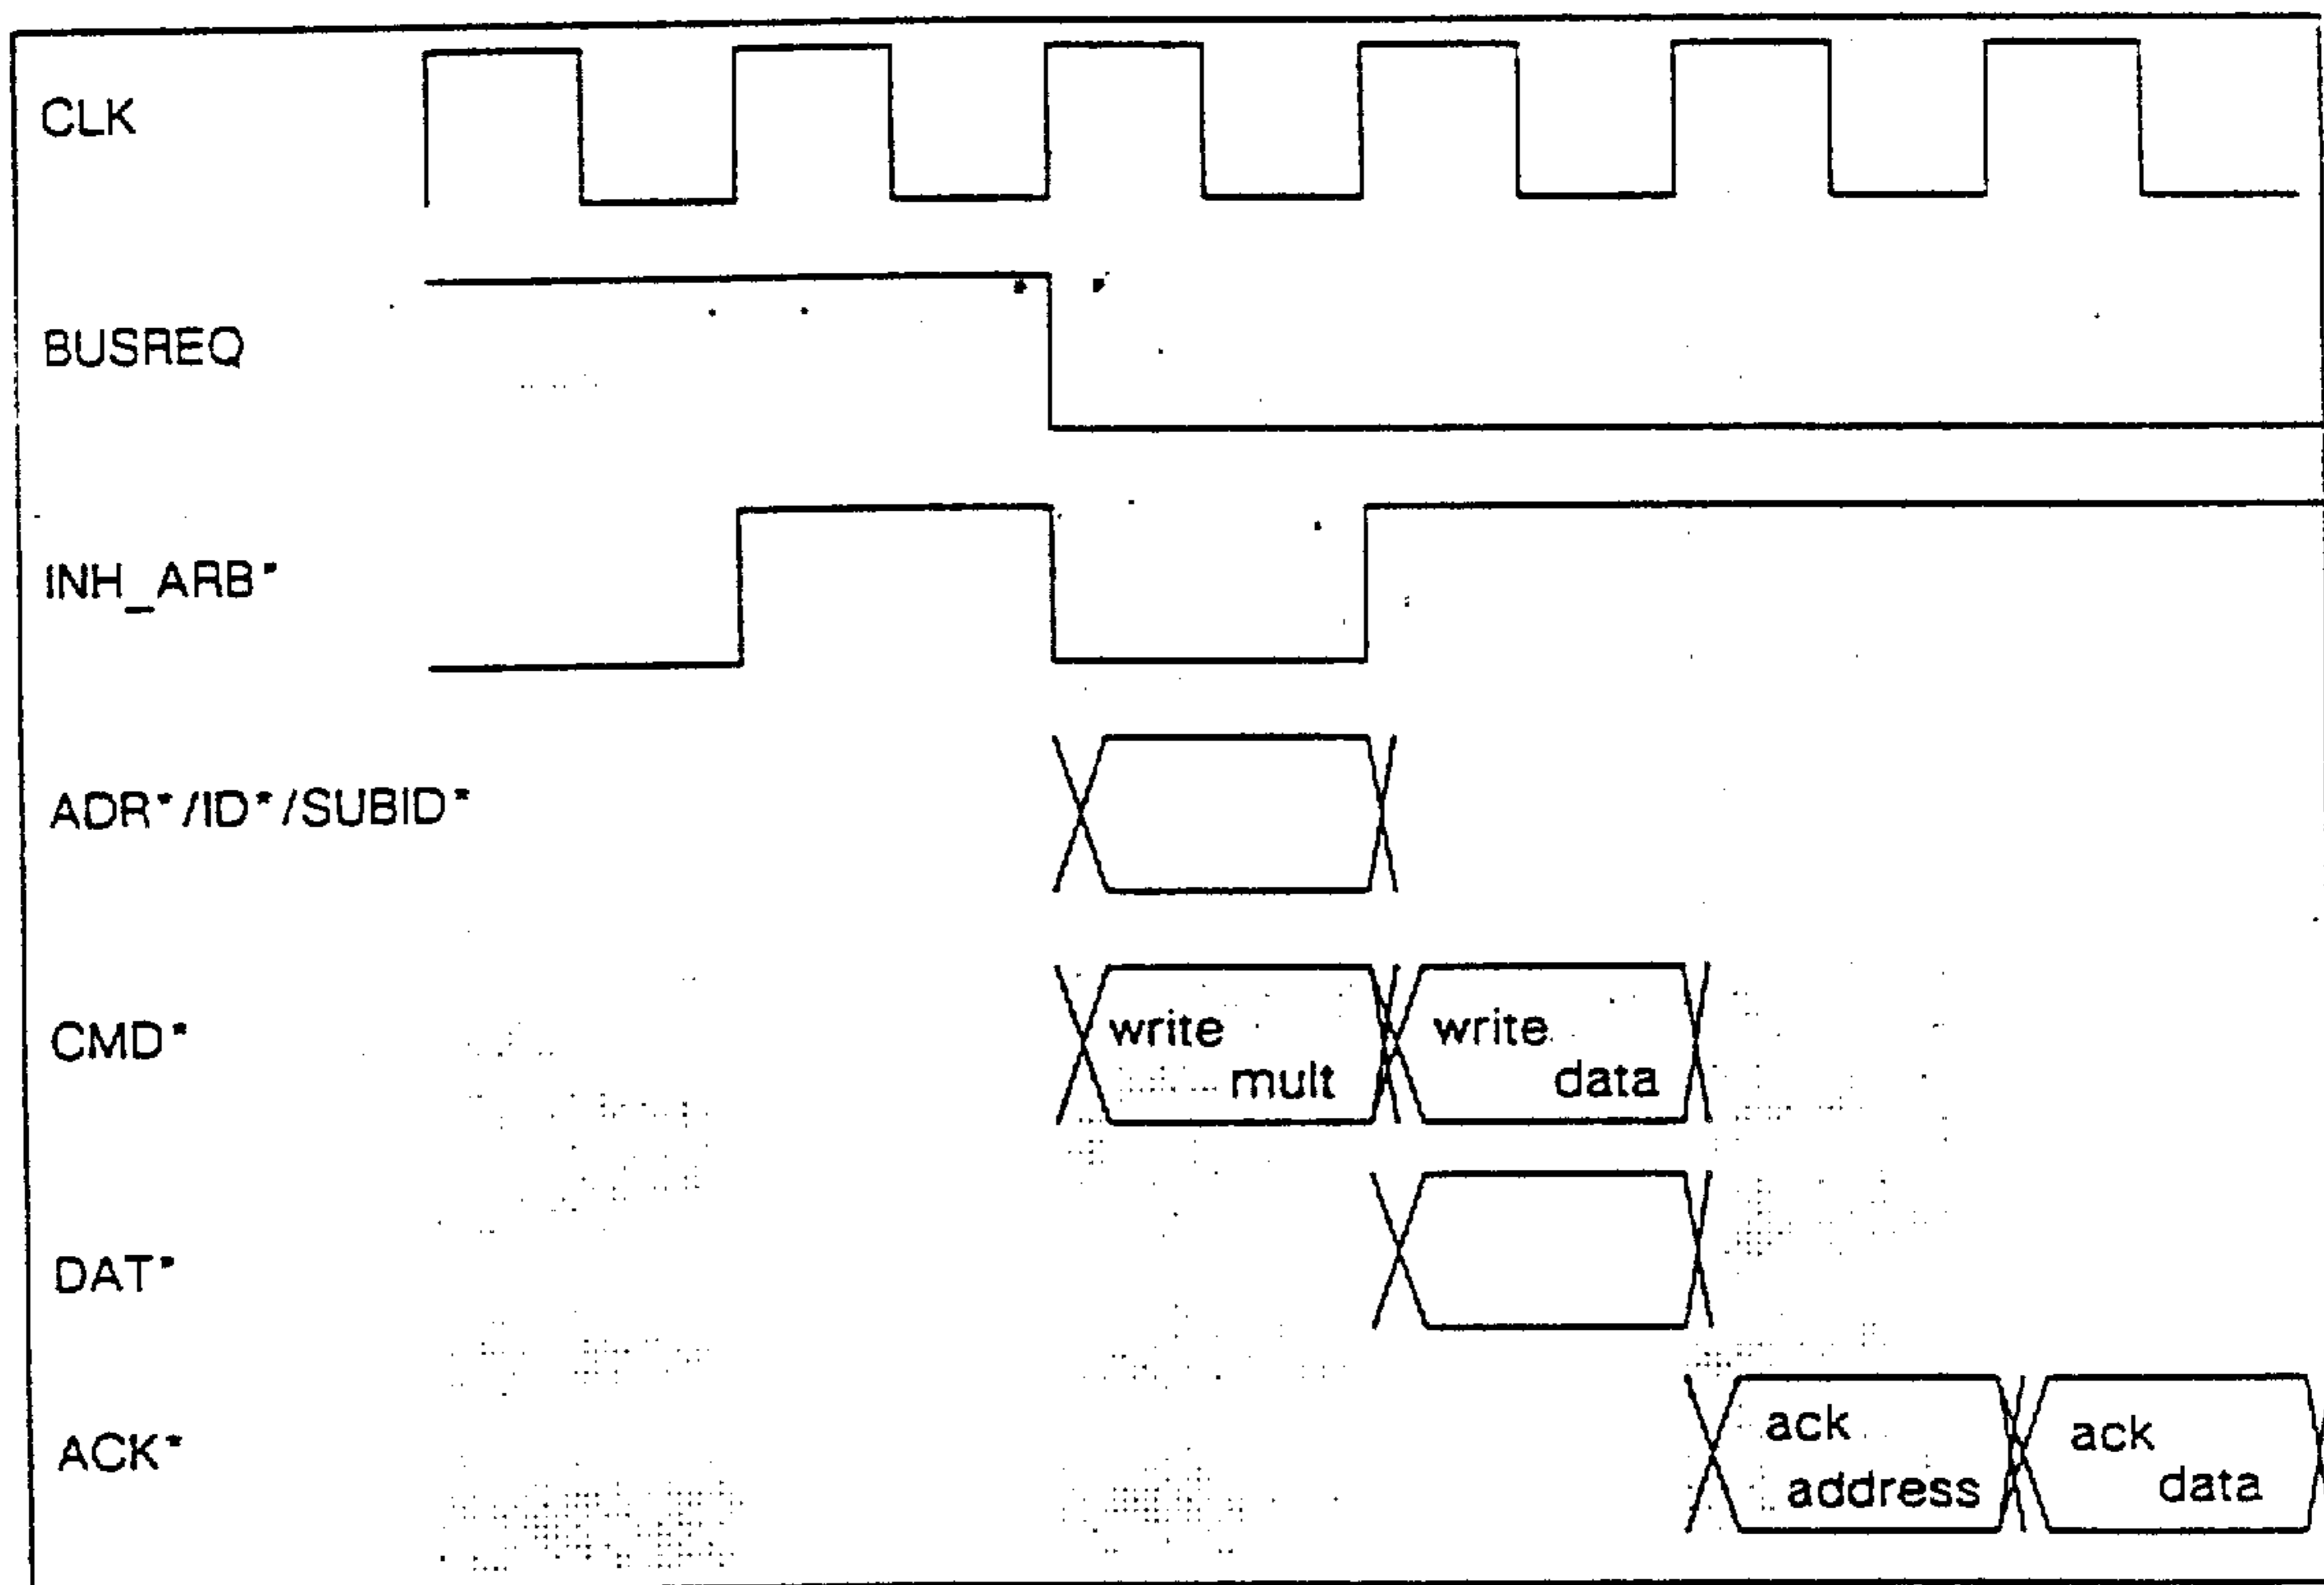 CLK
BUSREQ
INH_ARB*
ADR*/ID*/SUBID*
CMD*
write
mult
write
data
DAT*
ACK*
ack
address
ack
data